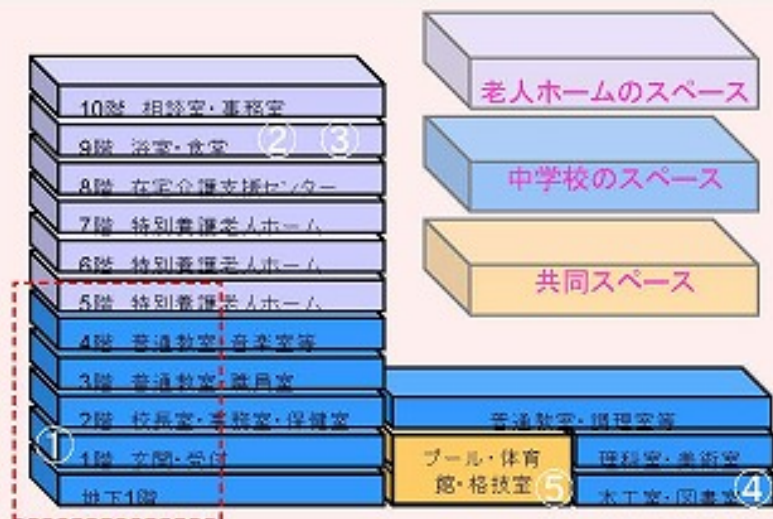 10階 相談室・事務室
9階 浴室・食堂 ② ③
8階 在宅介護支援センター
7階 特別養護老人ホーム
6階 特別養護老人ホーム
5階 特別養護老人ホーム
4階 普通教室・音楽室等
3階 普通教室・職員室
2階 校長室・事務室・保健室
①
1階 玄関・受付
地下1階
老人ホームのスペース
中学校のスペース
共同スペース
普通教室・調理室等
プール・体育
館・格技室 ⑤
理科室・美術室
木工室・図書室 ④